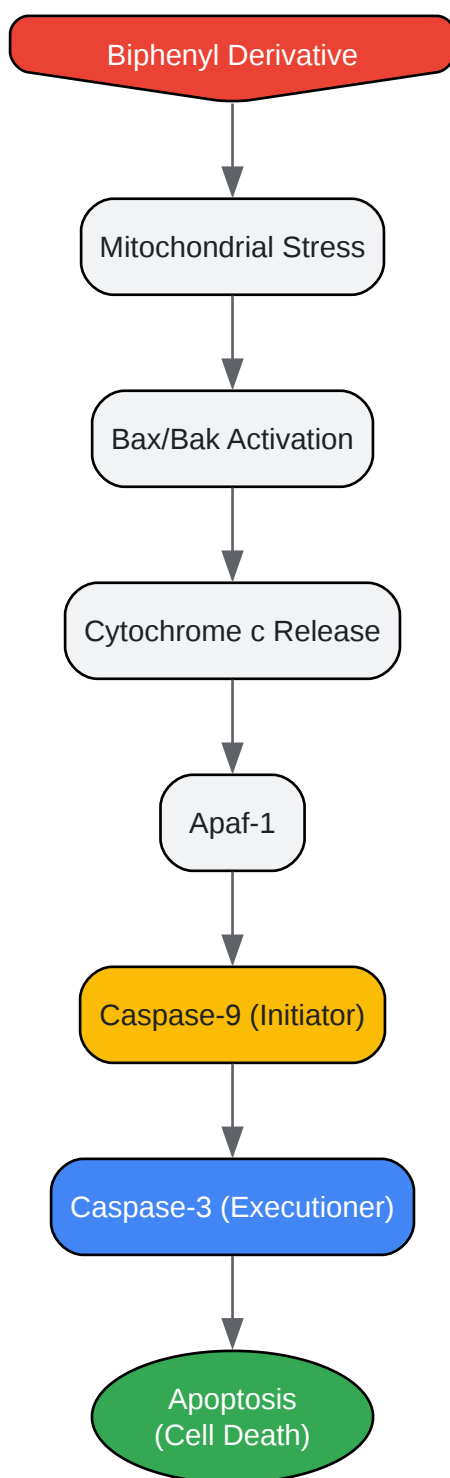 Biphenyl Derivative
Mitochondrial Stress
Bax/Bak Activation
Cytochrome c Release
Apaf-1
Caspase-9 (Initiator)
Caspase-3 (Executioner)
Apoptosis
(Cell Death)